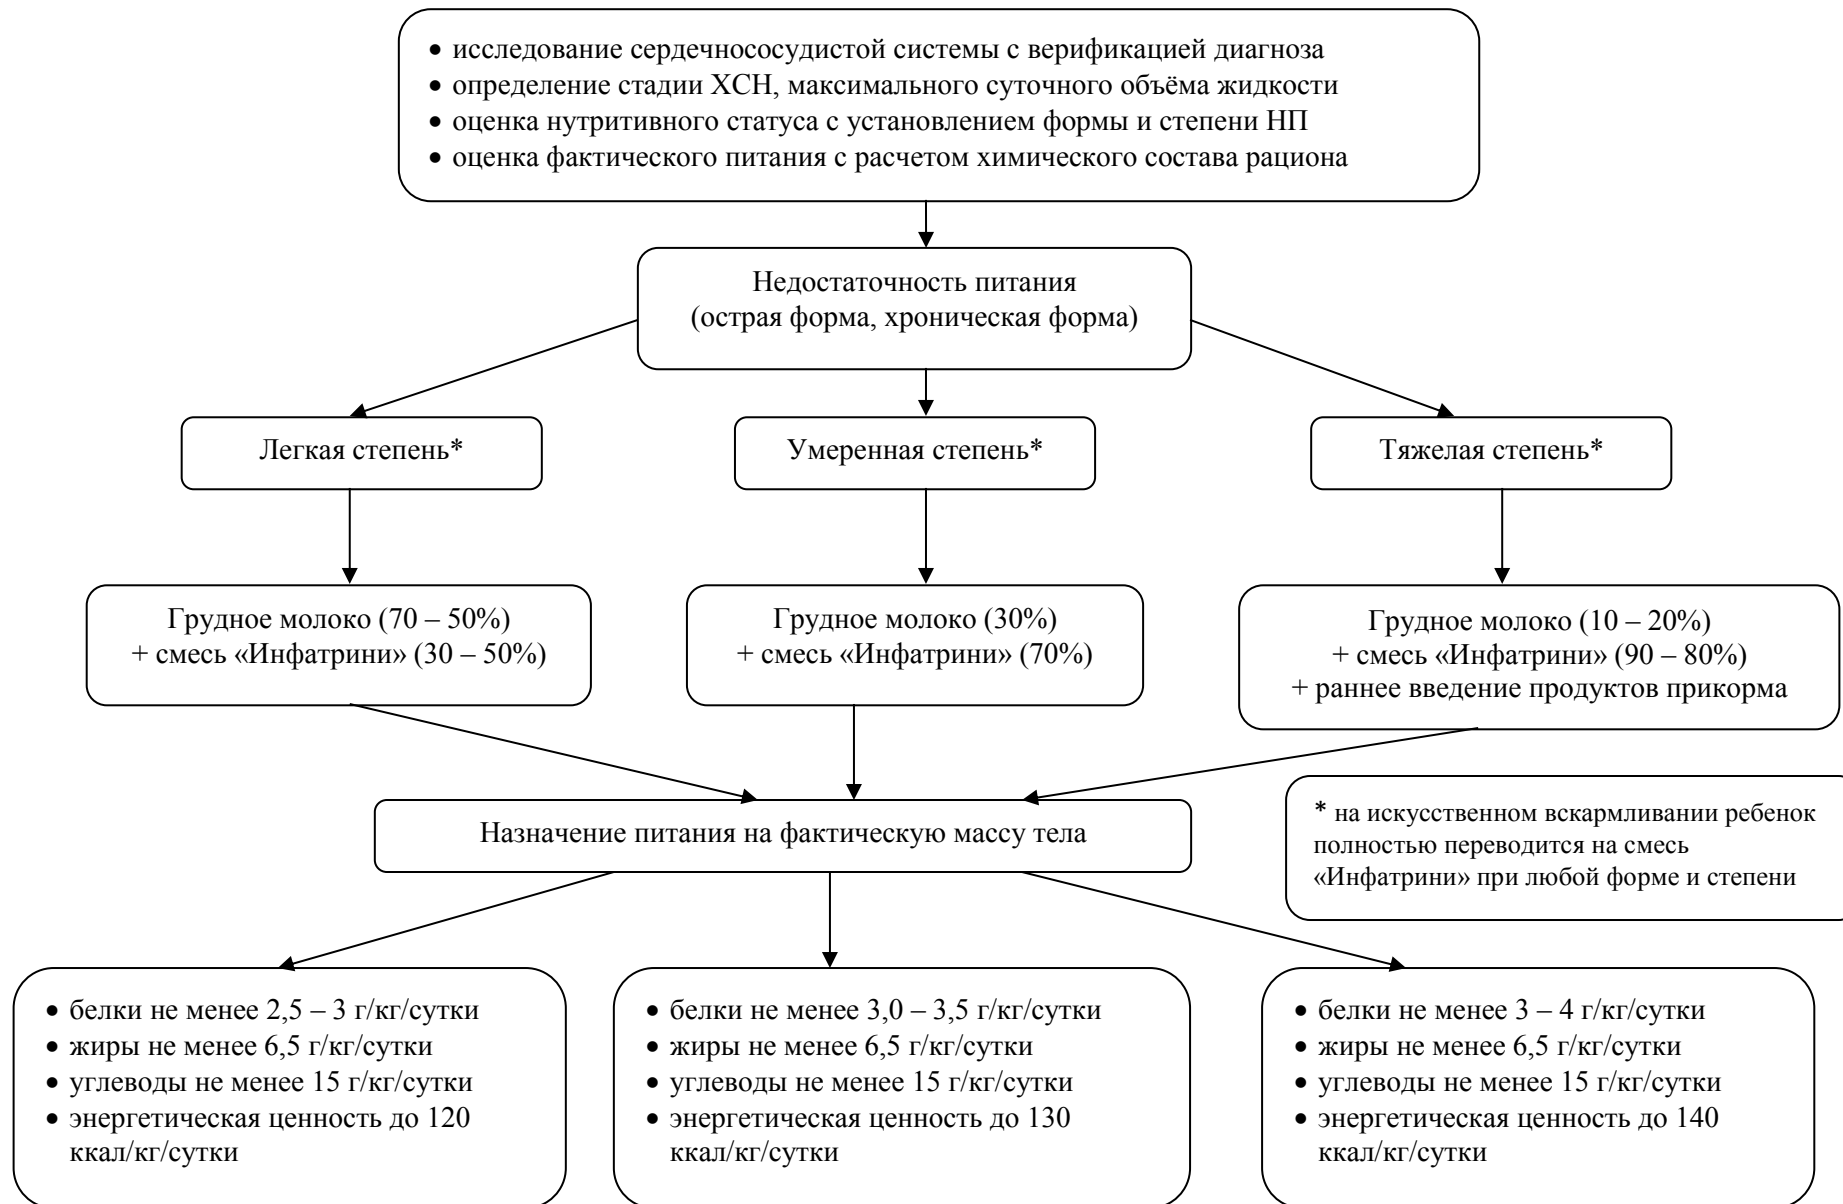 • исследование сердечнососудистой системы с верификацией диагноза
• определение стадии ХСН, максимального суточного объёма жидкости
• оценка нутритивного статуса с установлением формы и степени НП
• оценка фактического питания с расчетом химического состава рациона
Недостаточность питания
(острая форма, хроническая форма)
Легкая степень*
Умеренная степень*
Тяжелая степень*
Грудное молоко (70 – 50%)
+ смесь «Инфатрини» (30 – 50%)
Грудное молоко (30%)
+ смесь «Инфатрини» (70%)
Грудное молоко (10 – 20%)
+ смесь «Инфатрини» (90 – 80%)
+ раннее введение продуктов прикорма
Назначение питания на фактическую массу тела
* на искусственном вскармливании ребенок
полностью переводится на смесь
«Инфатрини» при любой форме и степени
• белки не менее 2,5 – 3 г/кг/сутки
• жиры не менее 6,5 г/кг/сутки
• углеводы не менее 15 г/кг/сутки
• энергетическая ценность до 120
ккал/кг/сутки
• белки не менее 3,0 – 3,5 г/кг/сутки
• жиры не менее 6,5 г/кг/сутки
• углеводы не менее 15 г/кг/сутки
• энергетическая ценность до 130
ккал/кг/сутки
• белки не менее 3 – 4 г/кг/сутки
• жиры не менее 6,5 г/кг/сутки
• углеводы не менее 15 г/кг/сутки
• энергетическая ценность до 140
ккал/кг/сутки